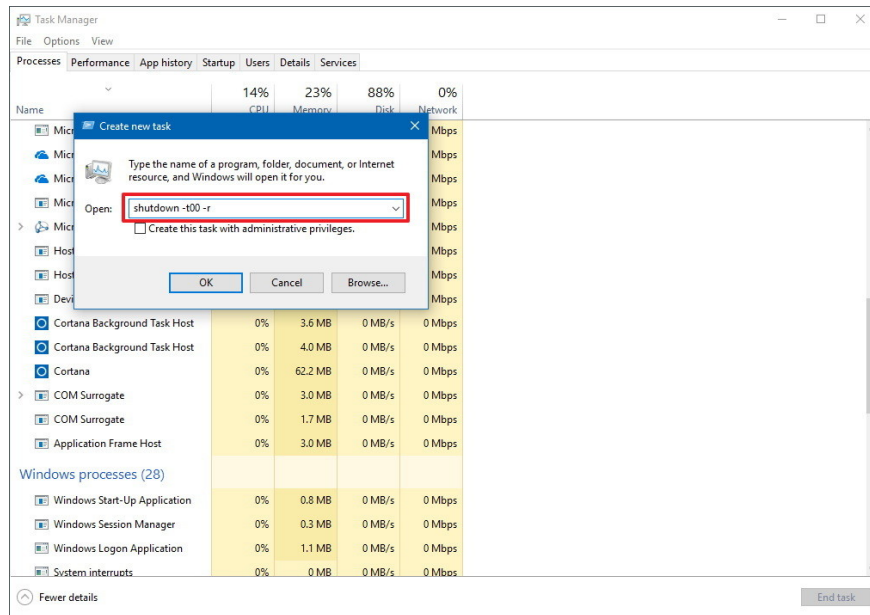 Task Manager
File Options View
Processes Performance App history Startup Users Details Services
14% 23% 88% 0%
Name CPU Memory Disk Network
Create new task
Type the name of a program, folder, document, or Internet
resource, and Windows will open it for you.
Open: shutdown -t00 -r
Create this task with administrative privileges.
OK Cancel Browse...
Micr Mbps
Micr Mbps
Micr Mbps
Micr Mbps
Micr Mbps
Host Mbps
Host Mbps
Devi Mbps
Cortana Background Task Host 0% 3.6 MB 0 MB/s 0 Mbps
Cortana Background Task Host 0% 4.0 MB 0 MB/s 0 Mbps
Cortana 0% 62.2 MB 0 MB/s 0 Mbps
COM Surrogate 0% 3.0 MB 0 MB/s 0 Mbps
COM Surrogate 0% 1.7 MB 0 MB/s 0 Mbps
Application Frame Host 0% 3.0 MB 0 MB/s 0 Mbps
Windows processes (28)
Windows Start-Up Application 0% 0.8 MB 0 MB/s 0 Mbps
Windows Session Manager 0% 0.3 MB 0 MB/s 0 Mbps
Windows Logon Application 0% 1.1 MB 0 MB/s 0 Mbps
System interrupts 0% 0 MB 0 MB/s 0 Mbps
Fewer details End task